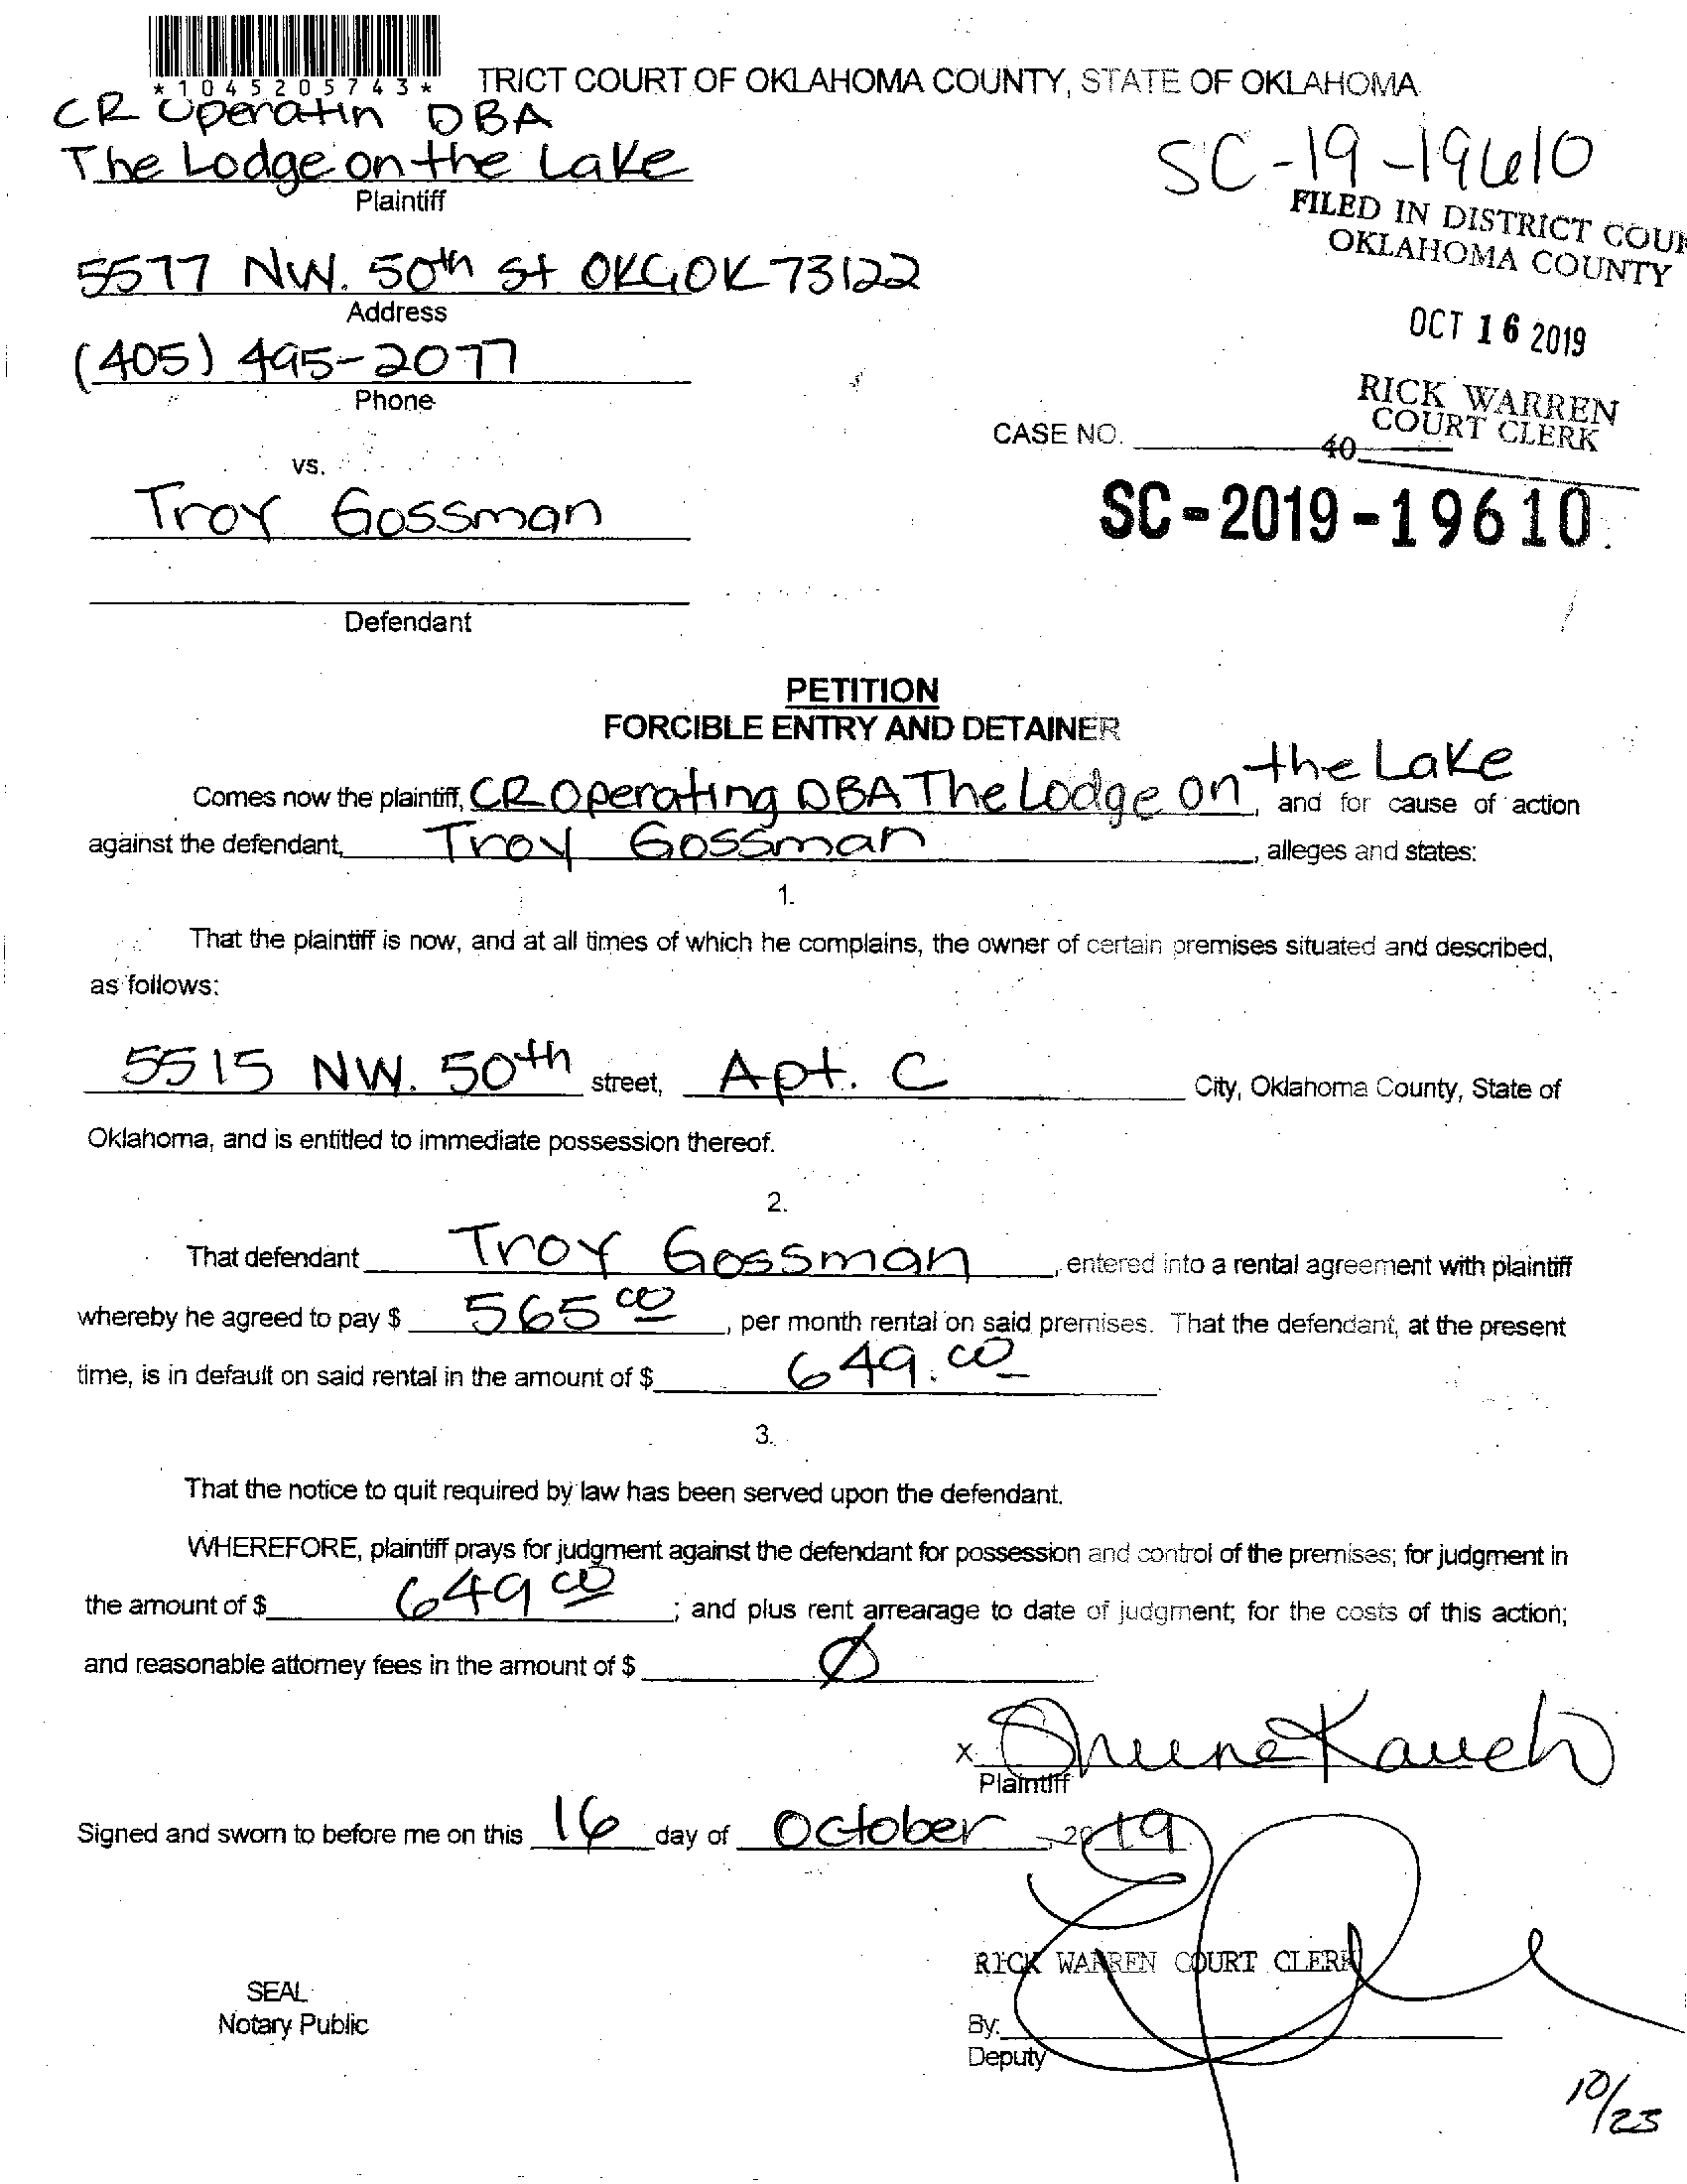 *1045205743*
TRICT COURT OF OKLAHOMA COUNTY, STATE OF OKLAHOMA
CR Operatin DBA
The Lodge on the Lake
Plaintiff
SC-19-19610
FILED IN DISTRICT COUR
OKLAHOMA COUNTY
5577 NW. 50th St OKC OK 73122
Address
OCT 16 2019
(405) 495-2077
Phone
RICK WARREN
COURT CLERK
CASE NO.
40
vs.
SC-2019-19610
Troy Gossman
Defendant
PETITION
FORCIBLE ENTRY AND DETAINER
Comes now the plaintiff, CR Operating DBA The Lodge on the Lake, and for cause of action
against the defendant, Troy Gossman, alleges and states:
1.
That the plaintiff is now, and at all times of which he complains, the owner of certain premises situated and described,
as follows:
5515 NW. 50th street, Apt. C City, Oklahoma County, State of
Oklahoma, and is entitled to immediate possession thereof.
2.
That defendant Troy Gossman, entered into a rental agreement with plaintiff
whereby he agreed to pay $ 565 00, per month rental on said premises. That the defendant, at the present
time, is in default on said rental in the amount of $ 649.00
3.
That the notice to quit required by law has been served upon the defendant.
WHEREFORE, plaintiff prays for judgment against the defendant for possession and control of the premises; for judgment in
the amount of $ 649 00; and plus rent arrearage to date of judgment; for the costs of this action;
and reasonable attorney fees in the amount of $ Ø
x
Plaintiff
Signed and sworn to before me on this 16 day of October, 2019
RICK WARREN COURT CLERK
SEAL
Notary Public
By:
Deputy
10/23